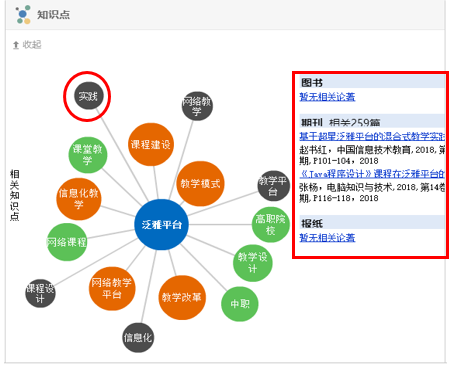 知识点
收起
相关知识点
实践
网络教
学
课堂教
学
课程建设
信息化教
学
教学模式
教学平
台
泛雅平台
高职院
校
网络课程
教学设
计
课程设
计
网络教学
平台
教学改革
中职
信息化
图书
暂无相关论著
期刊 相关259篇
基于超星泛雅平台的混合式教学实践
赵书红，中国信息技术教育,2018,第
期,P101-104，2018
《Java程序设计》课程在泛雅平台的
张杨，电脑知识与技术,2018,第14卷
期,P116-118，2018
报纸
暂无相关论著